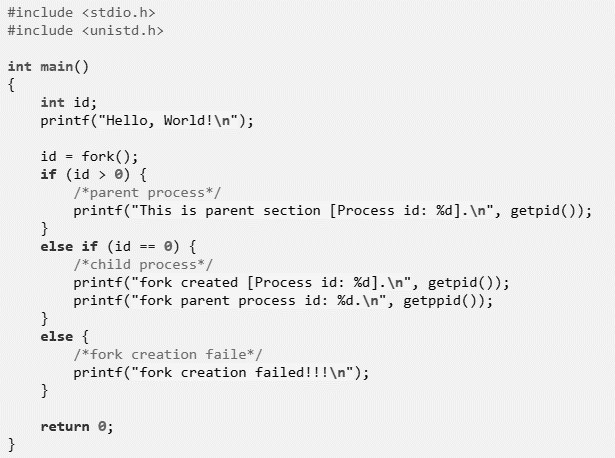 #include <stdio.h>
#include <unistd.h>
int main()
{
    int id;
    printf("Hello, World!\n");
    id = fork();
    if (id > 0) {
        /*parent process*/
        printf("This is parent section [Process id: %d].\n", getpid());
    }
    else if (id == 0) {
        /*child process*/
        printf("fork created [Process id: %d].\n", getpid());
        printf("fork parent process id: %d.\n", getppid());
    }
    else {
        /*fork creation faile*/
        printf("fork creation failed!!!\n");
    }
    return 0;
}